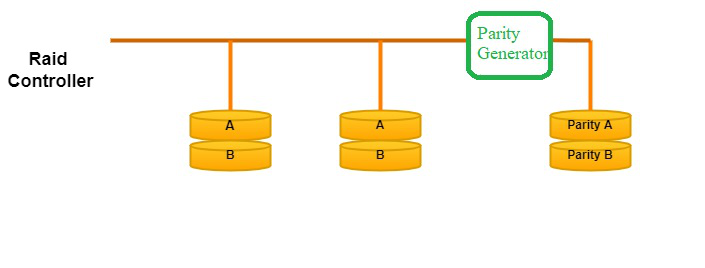 Parity
Generator
Raid
Controller
A
A
Parity A
B
B
Parity B